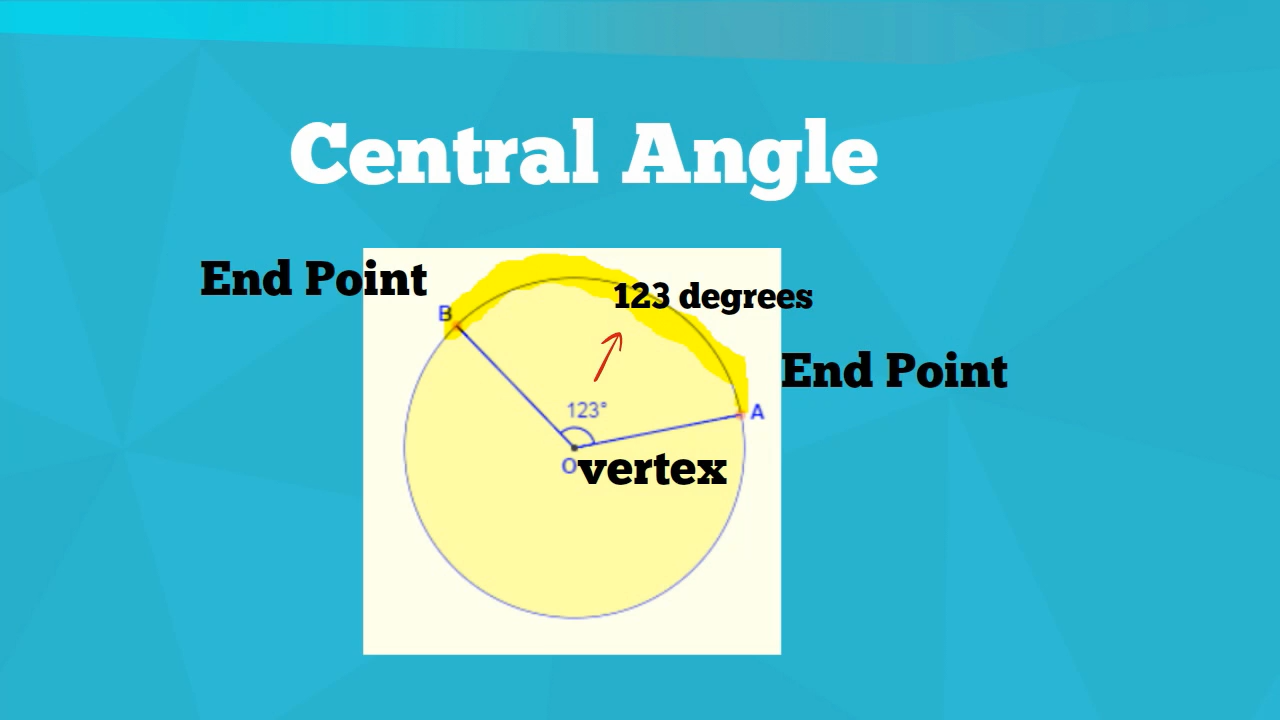 Central Angle
End Point
B
123 degrees
End Point
A
123°
O
vertex